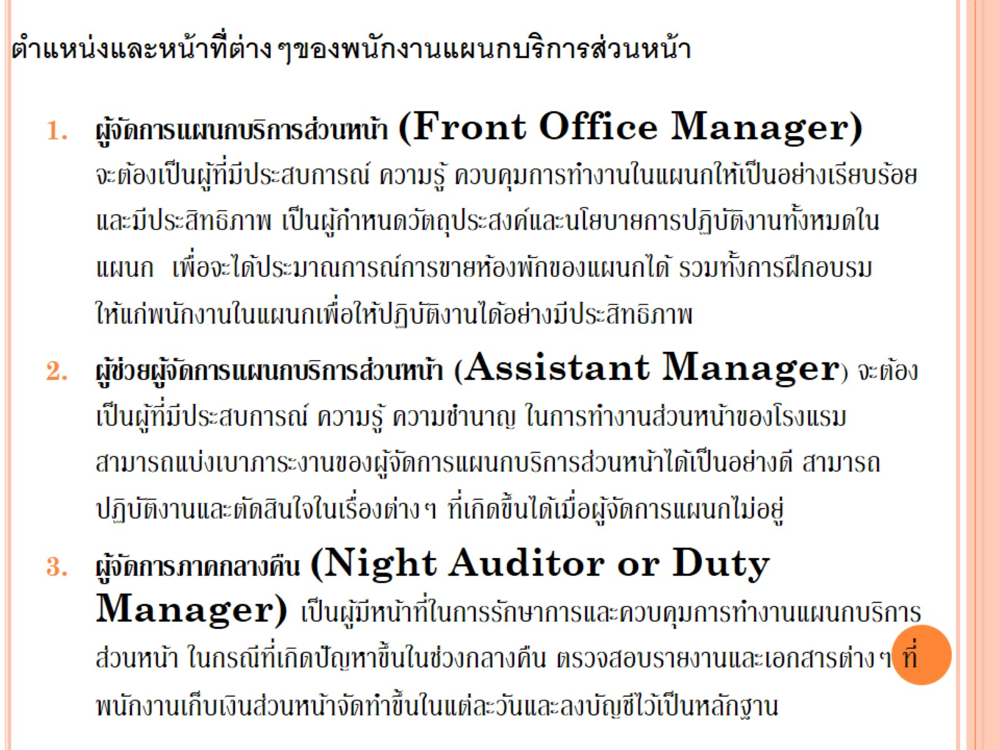 ตำแหน่งและหน้าที่ต่างๆของพนักงานแผนกบริการส่วนหน้า
1. ผู้จัดการแผนกบริการส่วนหน้า (Front Office Manager)
จะต้องเป็นผู้ที่มีประสบการณ์ ความรู้ ควบคุมการทำงานในแผนกให้เป็นอย่างเรียบร้อย
และมีประสิทธิภาพ เป็นผู้กำหนดวัตถุประสงค์และนโยบายการปฏิบัติงานทั้งหมดใน
แผนก เพื่อจะได้ประมาณการณ์การขายห้องพักของแผนกได้ รวมทั้งการฝึกอบรม
ให้แก่พนักงานในแผนกเพื่อให้ปฏิบัติงานได้อย่างมีประสิทธิภาพ
2. ผู้ช่วยผู้จัดการแผนกบริการส่วนหน้า (Assistant Manager) จะต้อง
เป็นผู้ที่มีประสบการณ์ ความรู้ ความชำนาญ ในการทำงานส่วนหน้าของโรงแรม
สามารถแบ่งเบาภาระงานของผู้จัดการแผนกบริการส่วนหน้าได้เป็นอย่างดี สามารถ
ปฏิบัติงานและตัดสินใจในเรื่องต่างๆ ที่เกิดขึ้นได้เมื่อผู้จัดการแผนกไม่อยู่
3. ผู้จัดการภาคกลางคืน (Night Auditor or Duty
Manager) เป็นผู้มีหน้าที่ในการรักษาการและควบคุมการทำงานแผนกบริการ
ส่วนหน้า ในกรณีที่เกิดปัญหาขึ้นในช่วงกลางคืน ตรวจสอบรายงานและเอกสารต่างๆ ที่
พนักงานเก็บเงินส่วนหน้าจัดทำขึ้นในแต่ละวันและลงบัญชีไว้เป็นหลักฐาน